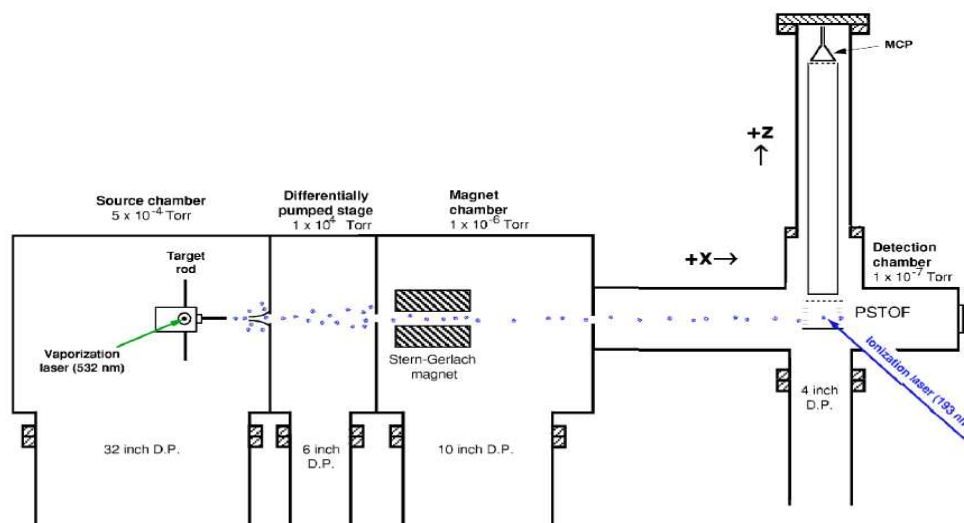 MCP
+Z
↑
Source chamber
5 x 10⁻⁴ Torr
Differentially
pumped stage
1 x 10⁻⁴ Torr
Magnet
chamber
1 x 10⁻⁶ Torr
+X→
Detection
chamber
1 x 10⁻⁷ Torr
Target
rod
PSTOF
Vaporization
laser (532 nm)
Stern-Gerlach
magnet
Ionization laser (193 nm
32 inch D.P.
6 inch
D.P.
10 inch D.P.
4 inch
D.P.